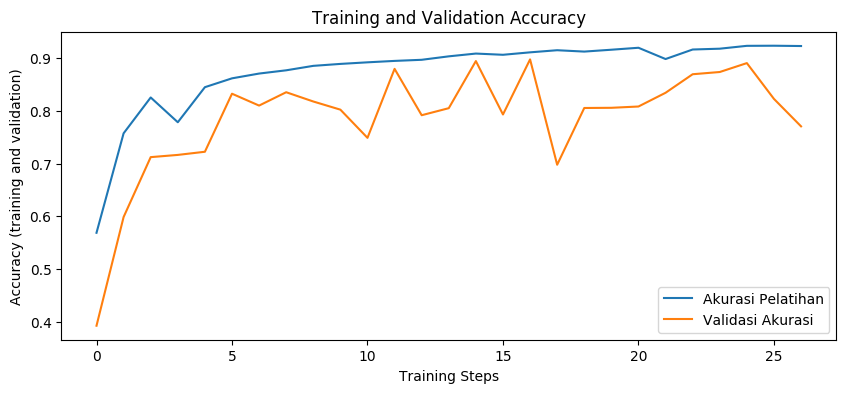 Training and Validation Accuracy
Accuracy (training and validation)
0.9
0.8
0.7
0.6
0.5
0.4
0 5 10 15 20 25
Training Steps
Akurasi Pelatihan
Validasi Akurasi